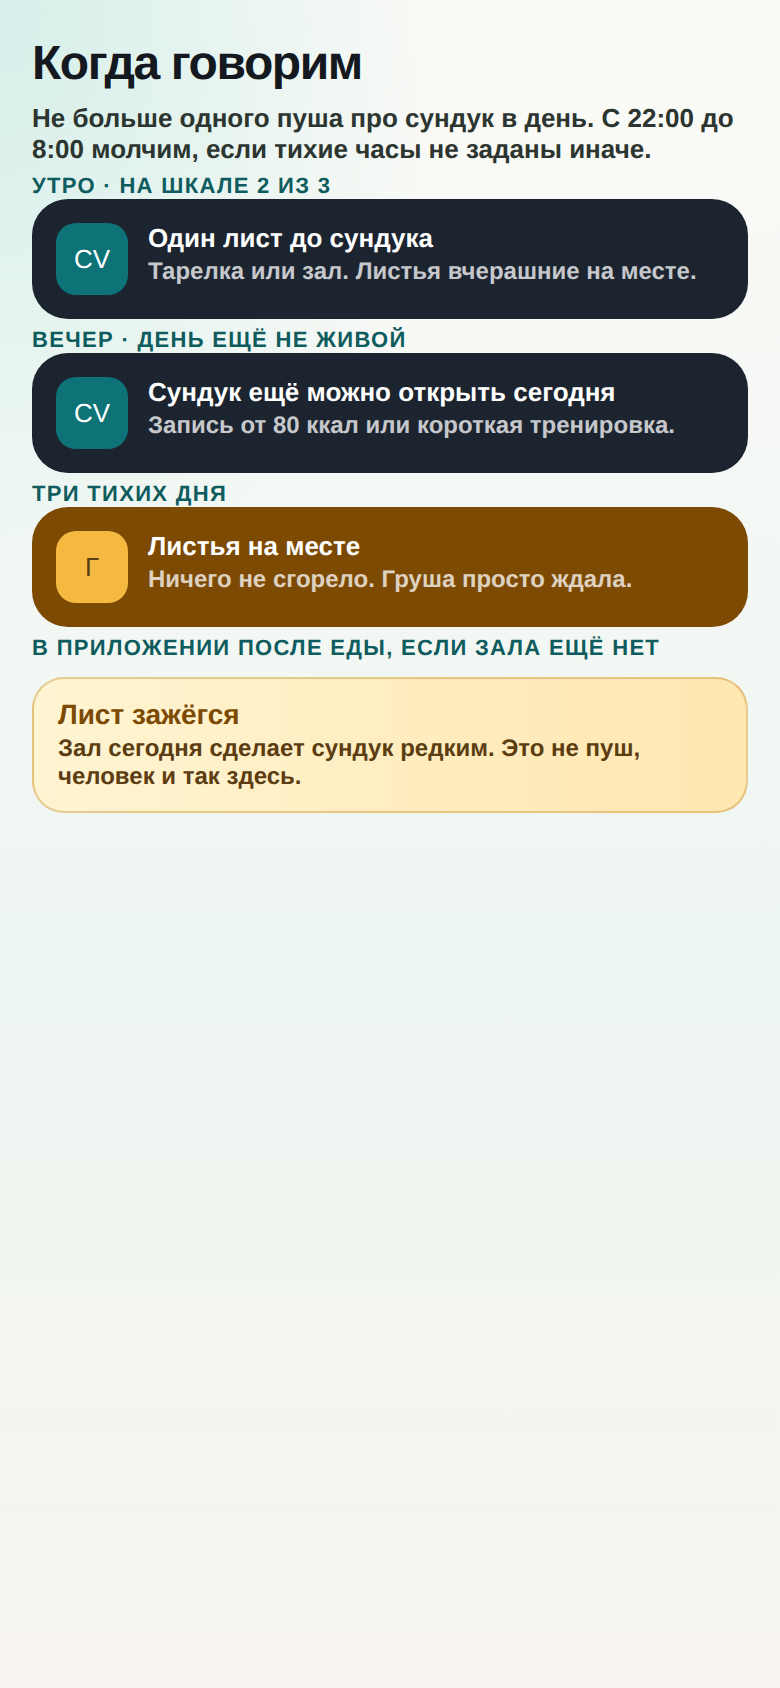 Когда говорим
Не больше одного пуша про сундук в день. С 22:00 до
8:00 молчим, если тихие часы не заданы иначе.
УТРО · НА ШКАЛЕ 2 ИЗ 3
CV
Один лист до сундука
Тарелка или зал. Листья вчерашние на месте.
ВЕЧЕР · ДЕНЬ ЕЩЁ НЕ ЖИВОЙ
CV
Сундук ещё можно открыть сегодня
Запись от 80 ккал или короткая тренировка.
ТРИ ТИХИХ ДНЯ
Г
Листья на месте
Ничего не сгорело. Груша просто ждала.
В ПРИЛОЖЕНИИ ПОСЛЕ ЕДЫ, ЕСЛИ ЗАЛА ЕЩЁ НЕТ
Лист зажёгся
Зал сегодня сделает сундук редким. Это не пуш,
человек и так здесь.